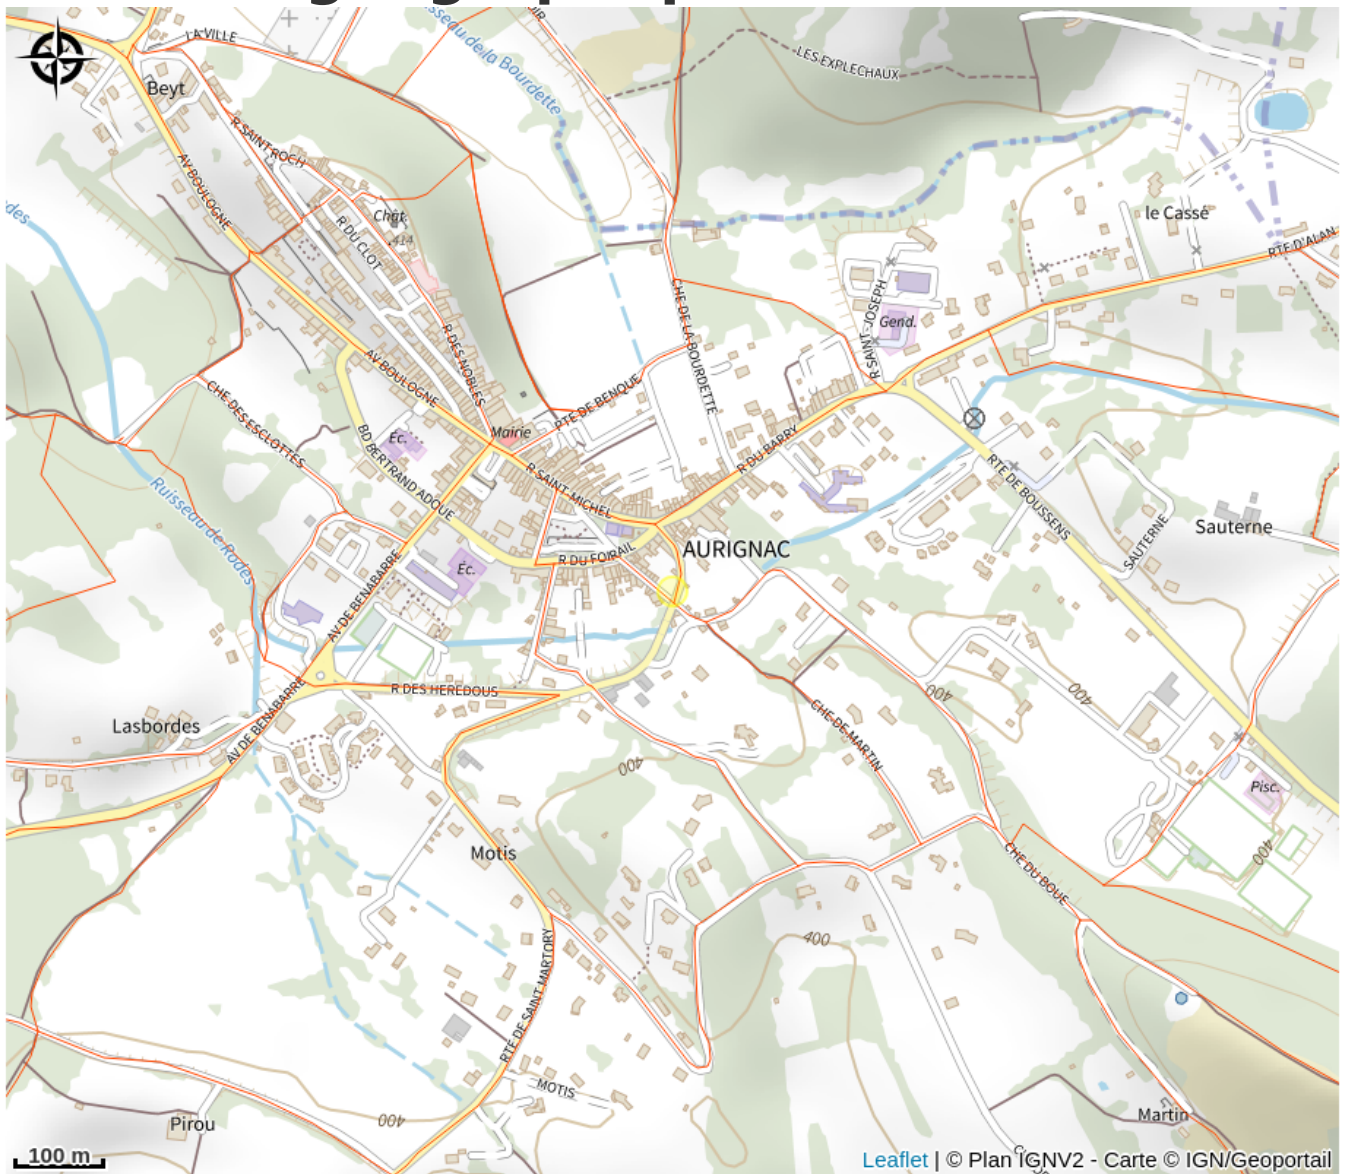 LA VILLE
Beyt
Ruisseau de la Bourdette
LES EXPLECHAUX
R SAINT-ROCH
AV BOULOGNE
Chât.
414
R DU CLOT
le Cassé
RTE D'ALAN
R SAINT-JOSEPH
Gend.
CHE DE LA BOURDETTE
R DES NOBLES
AV BOULOGNE
PTE DE BENQUE
CHE DES ESCLOTTES
Mairie
Éc.
BD BERTRAND ADOUE
R DU BARRY
R SAINT-MICHEL
RTE DE BOUSSENS
Ruisseau de Rodes
SAUTERNE
Sauterne
AURIGNAC
R DU FOIRAIL
Éc.
AV DE BENABARRE
R DES HEREDOUS
AV DE BENABARRE
Lasbordes
400
400
CHE DE MARTIN
400
Pisc.
400
Motis
CHE DU BOUE
400
RTE DE SAINT-MARTORY
MOTIS
400
Pirou
Martin
100 m
Leaflet | © Plan IGNV2 - Carte © IGN/Geoportail